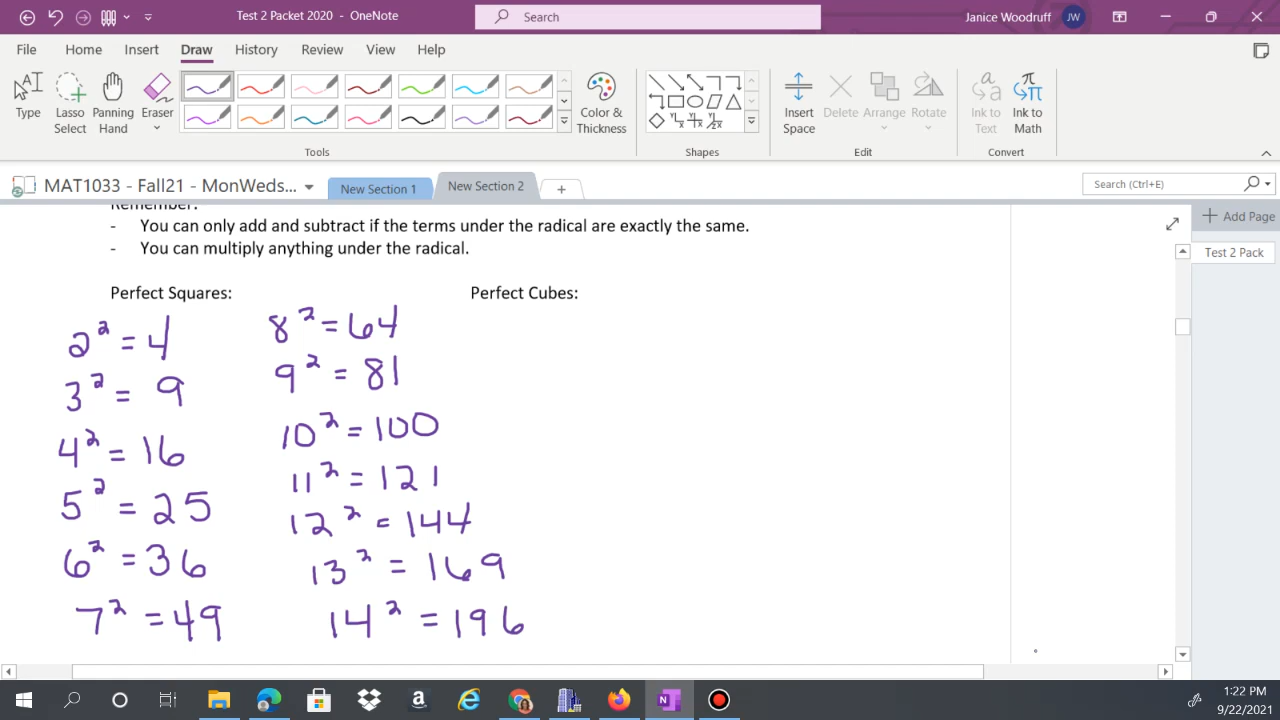 Test 2 Packet 2020 - OneNote
Search
Janice Woodruff JW
File Home Insert Draw History Review View Help
Type
Lasso Select
Panning Hand
Eraser
Color & Thickness
Insert Space
Delete
Arrange
Rotate
Ink to Text
Ink to Math
Tools
Shapes
Edit
Convert
MAT1033 - Fall21 - MonWeds...
New Section 1
New Section 2
Search (Ctrl+E)
Add Page
Test 2 Pack
Remember:
- You can only add and subtract if the terms under the radical are exactly the same.
- You can multiply anything under the radical.
Perfect Squares:
2² = 4
3² = 9
4² = 16
5² = 25
6² = 36
7² = 49
8² = 64
9² = 81
10² = 100
11² = 121
12² = 144
13² = 169
14² = 196
Perfect Cubes:
1:22 PM
9/22/2021